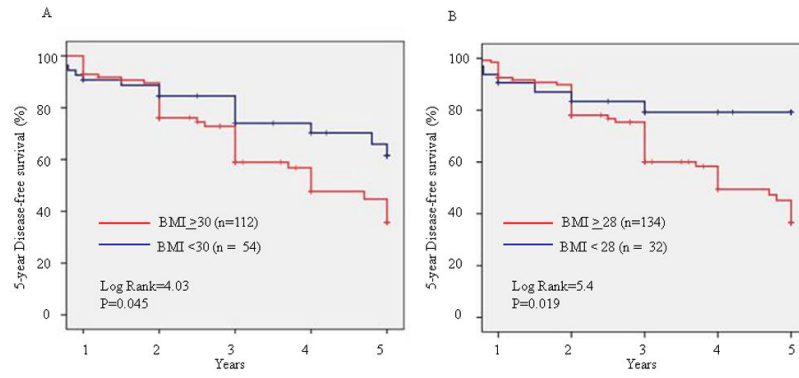 A
5-year Disease-free survival (%)
100
80
60
40
20
0
BMI ≥30 (n=112)
BMI <30 (n = 54)
Log Rank=4.03
P=0.045
1 2 3 4 5
Years
B
5-year Disease-free survival (%)
100
80
60
40
20
0
BMI ≥ 28 (n=134)
BMI < 28 (n = 32)
Log Rank=5.4
P=0.019
1 2 3 4 5
Years